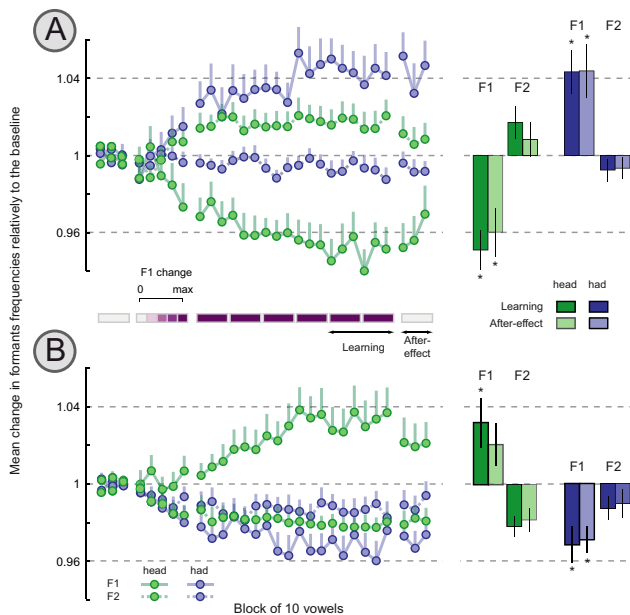 Mean change in formants frequencies relatively to the baseline
A
1.04
1
0.96
F1 change
0 max
Learning
After-
effect
F1
F2
* *
F1
F2
* *
head had
Learning
After-effect
B
1.04
1
0.96
head had
F1
F2
Block of 10 vowels
F1
F2
*
F1
F2
* *